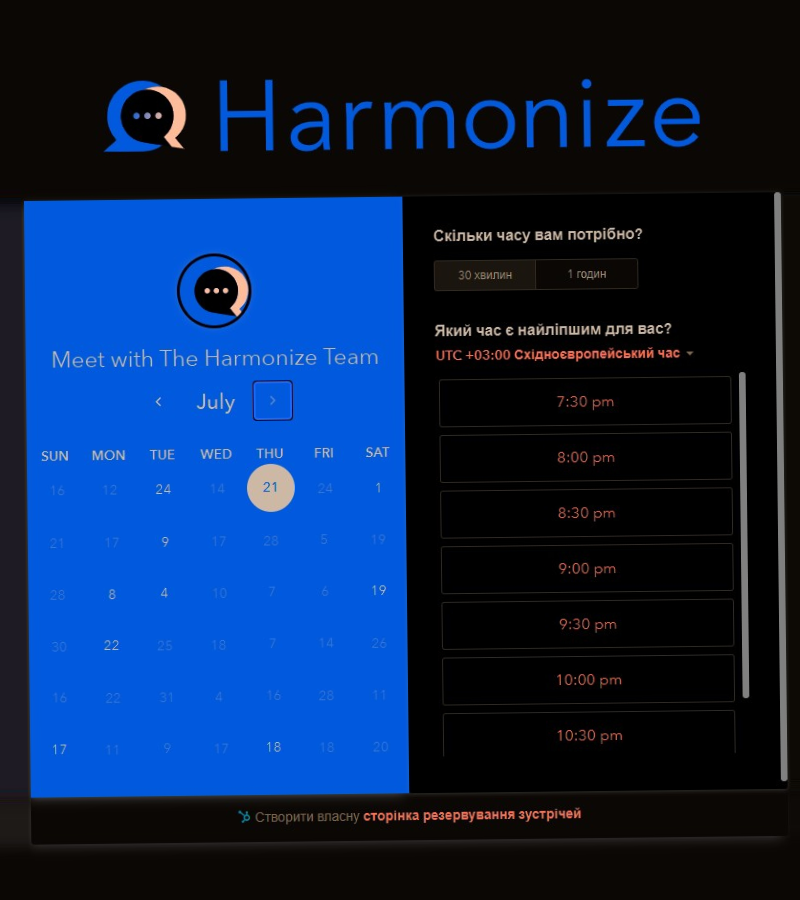 Harmonize
Meet with The Harmonize Team
July
SUN MON TUE WED THU FRI SAT
16 12 24 14 21 24 1
21 17 9 17 28 5 19
28 8 4 10 7 6 19
30 22 25 18 7 14 26
16 22 31 4 16 28 11
17 11 9 17 18 18 20
Скільки часу вам потрібно?
30 хвилин 1 годин
Який час є найліпшим для вас?
UTC +03:00 Східноєвропейський час
7:30 pm
8:00 pm
8:30 pm
9:00 pm
9:30 pm
10:00 pm
10:30 pm
Створити власну сторінка резервування зустрічей